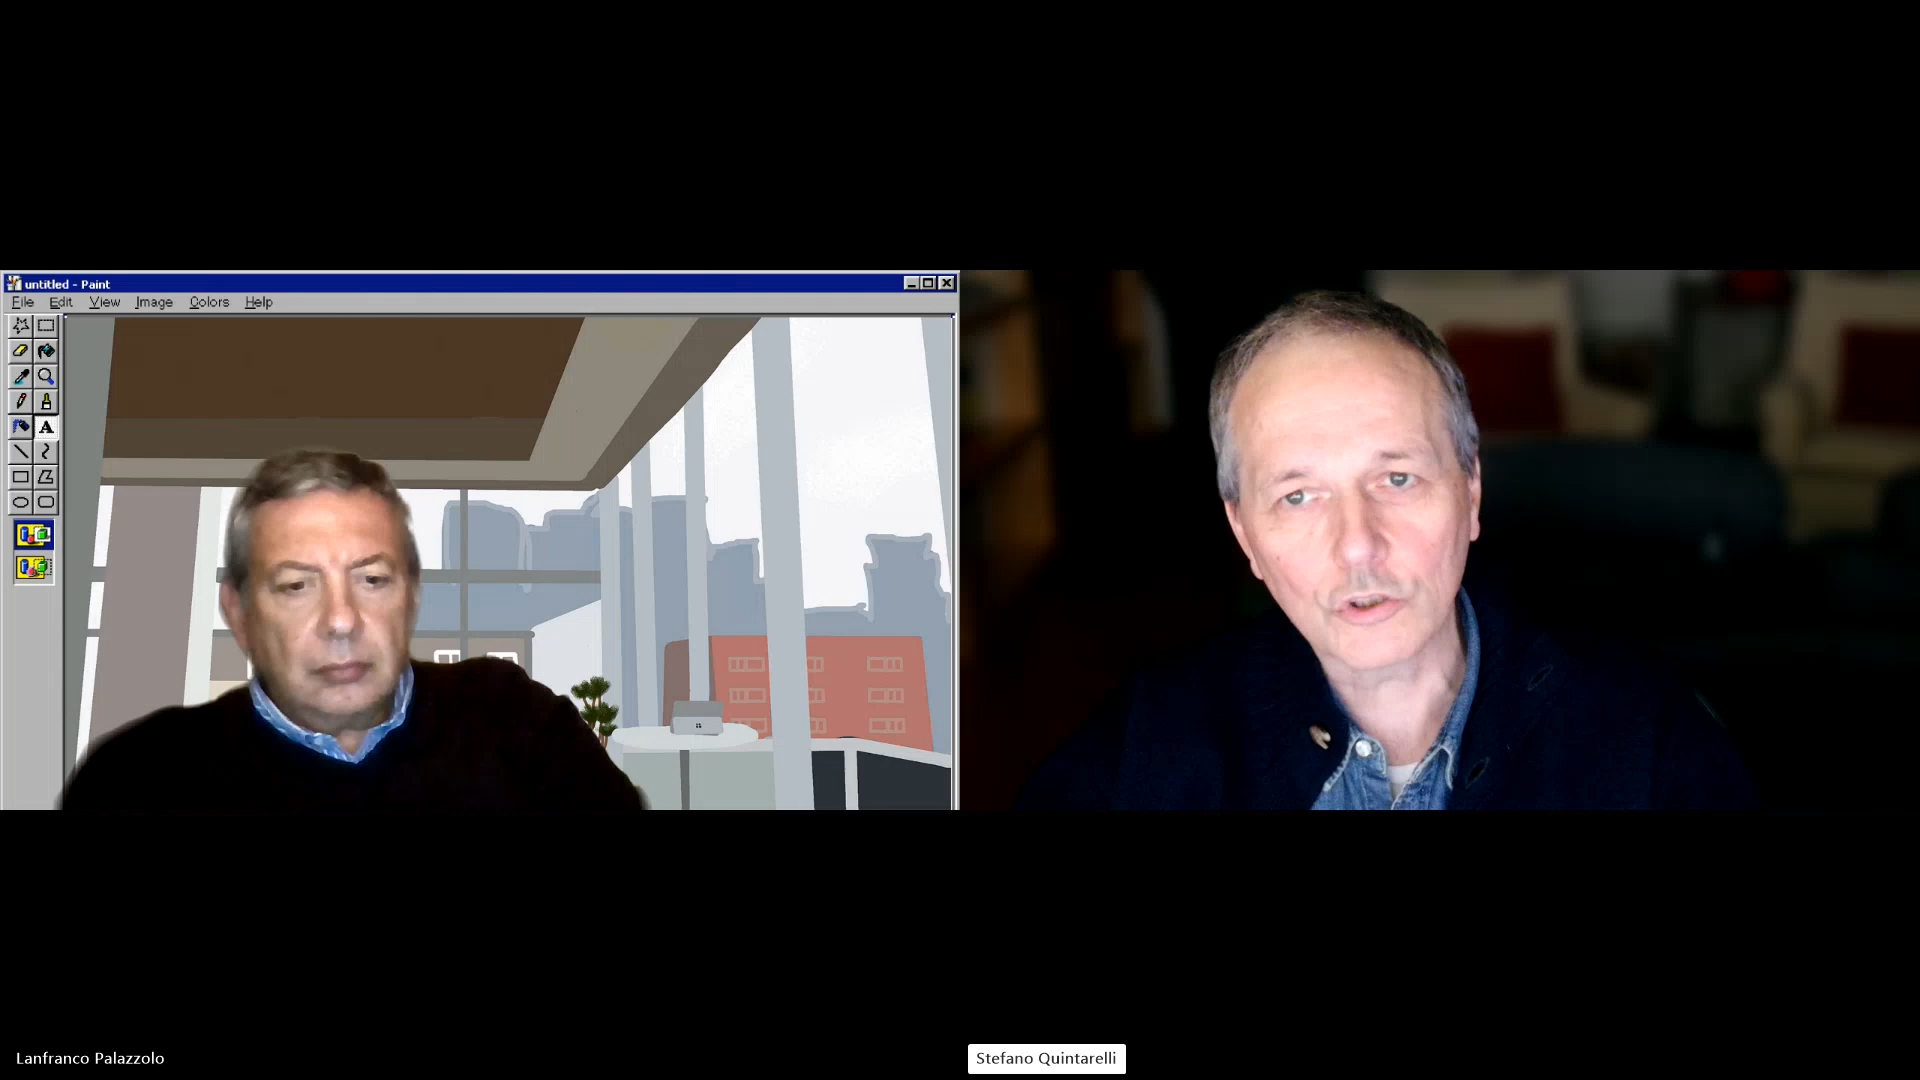 untitled - Paint
File Edit View Image Colors Help
A
Lanfranco Palazzolo
Stefano Quintarelli